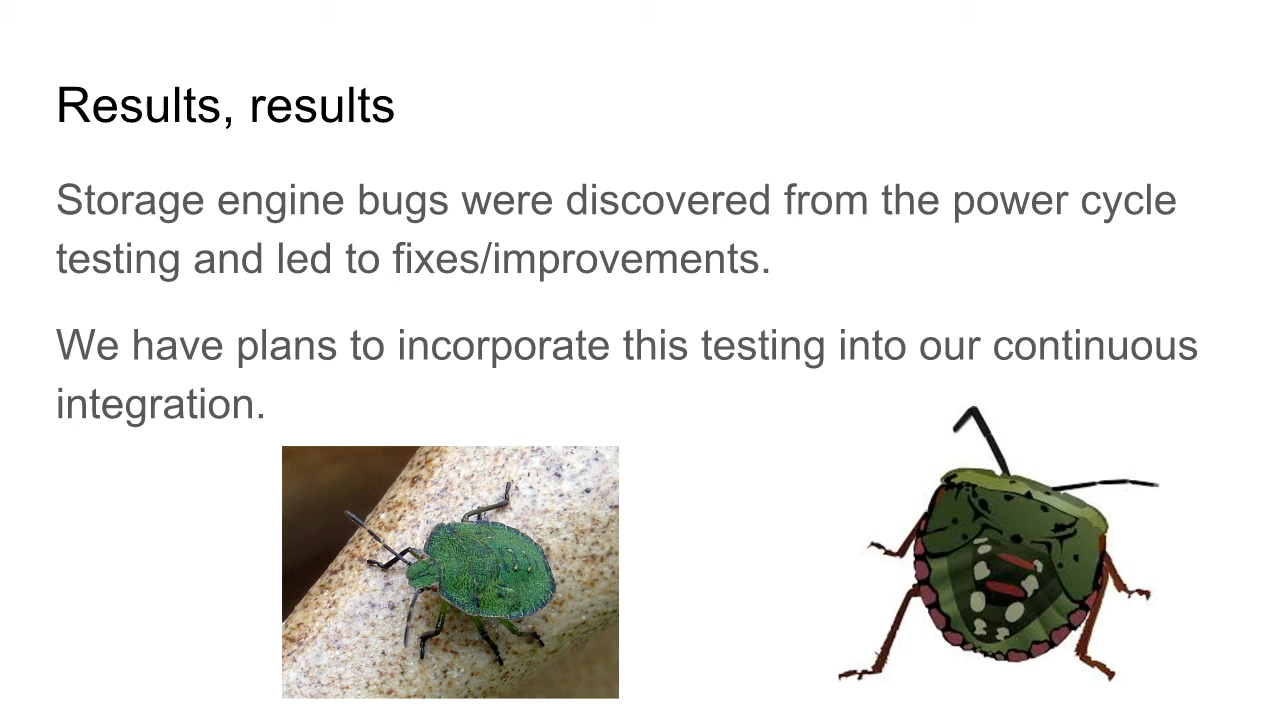 Results, results
Storage engine bugs were discovered from the power cycle
testing and led to fixes/improvements.
We have plans to incorporate this testing into our continuous
integration.